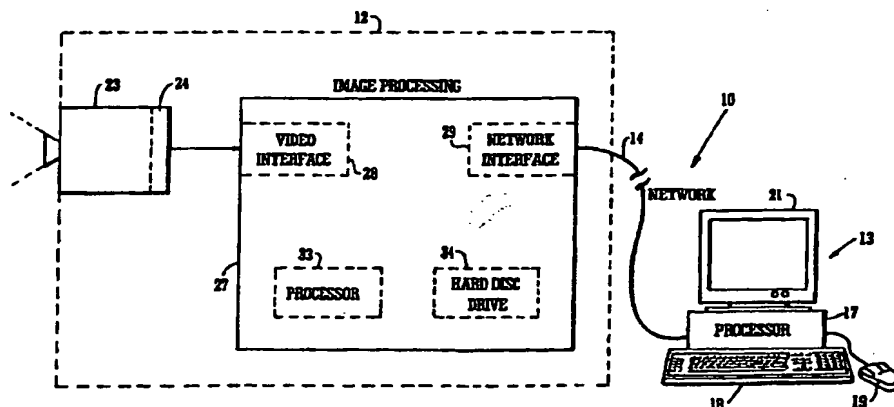 12
23
24
IMAGE PROCESSING
VIDEO
INTERFACE
28
29
NETWORK
INTERFACE
14
10
NETWORK
21
13
27
33
PROCESSOR
34
HARD DISC
DRIVE
17
PROCESSOR
18
19